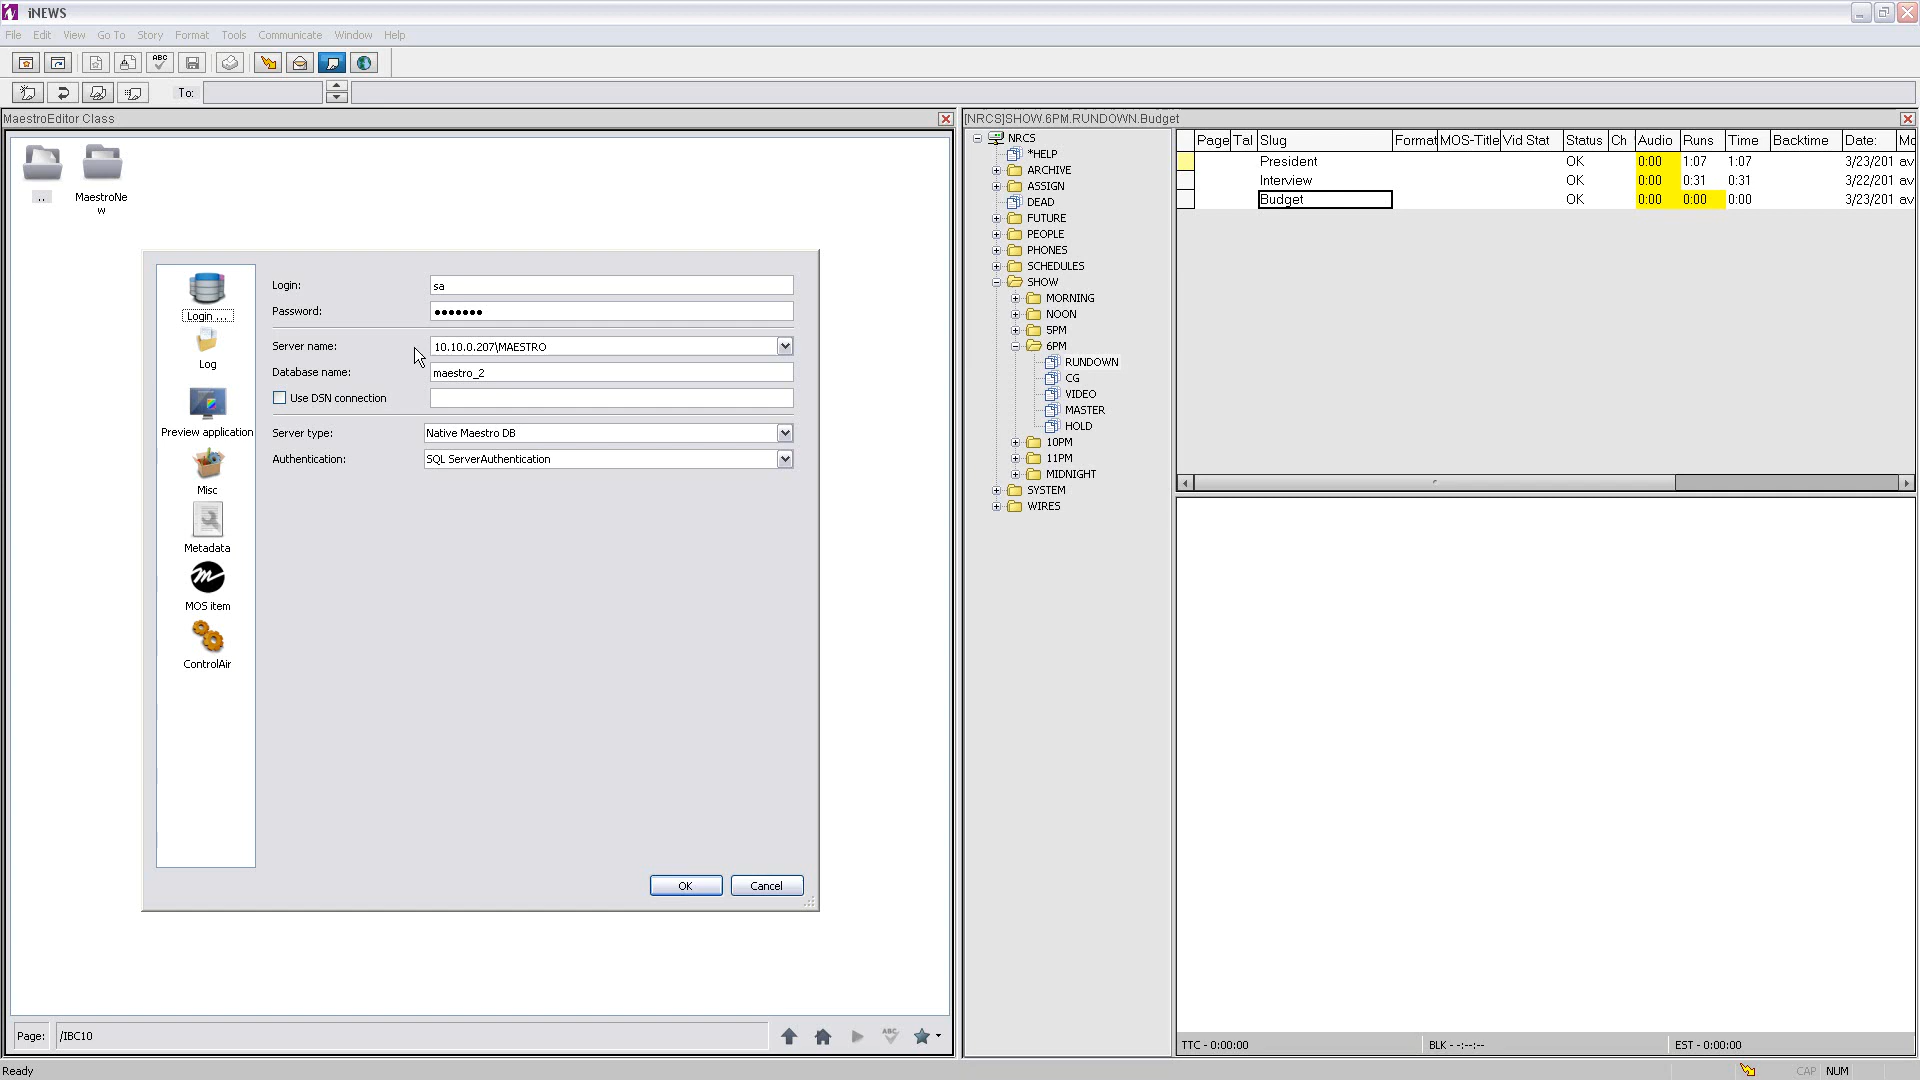 iNEWS
File Edit View Go To Story Format Tools Communicate Window Help
ABC
To:
MaestroEditor Class
..
MaestroNe
w
Login ...
Log
Preview application
Misc
Metadata
MOS item
ControlAir
Login: sa
Password: •••••••
Server name: 10.10.0.207\MAESTRO
Database name: maestro_2
Use DSN connection
Server type: Native Maestro DB
Authentication: SQL ServerAuthentication
OK Cancel
Page: /IBC10
ABC
[NRCS]SHOW.6PM.RUNDOWN.Budget
NRCS
*HELP
ARCHIVE
ASSIGN
DEAD
FUTURE
PEOPLE
PHONES
SCHEDULES
SHOW
MORNING
NOON
5PM
6PM
RUNDOWN
CG
VIDEO
MASTER
HOLD
10PM
11PM
MIDNIGHT
SYSTEM
WIRES
Page Tal Slug Format MOS-Title Vid Stat Status Ch Audio Runs Time Backtime Date: Mo
President OK 0:00 1:07 1:07 3/23/201 av
Interview OK 0:00 0:31 0:31 3/22/201 av
Budget OK 0:00 0:00 0:00 3/23/201 av
TTC - 0:00:00 BLK - -:--:-- EST - 0:00:00
Ready CAP NUM